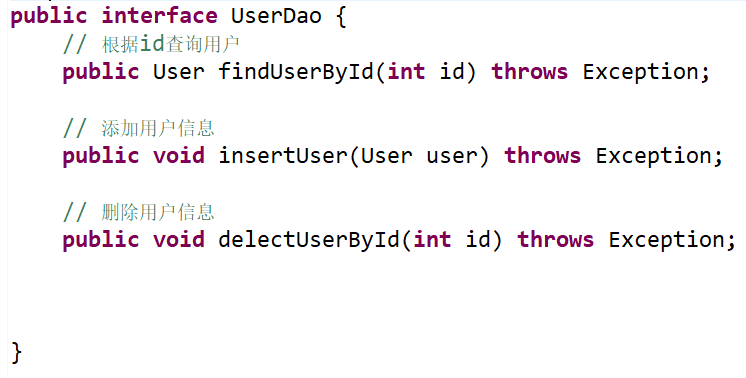 public interface UserDao {
// 根据id查询用户
public User findUserById(int id) throws Exception;
// 添加用户信息
public void insertUser(User user) throws Exception;
// 删除用户信息
public void delectUserById(int id) throws Exception;
}